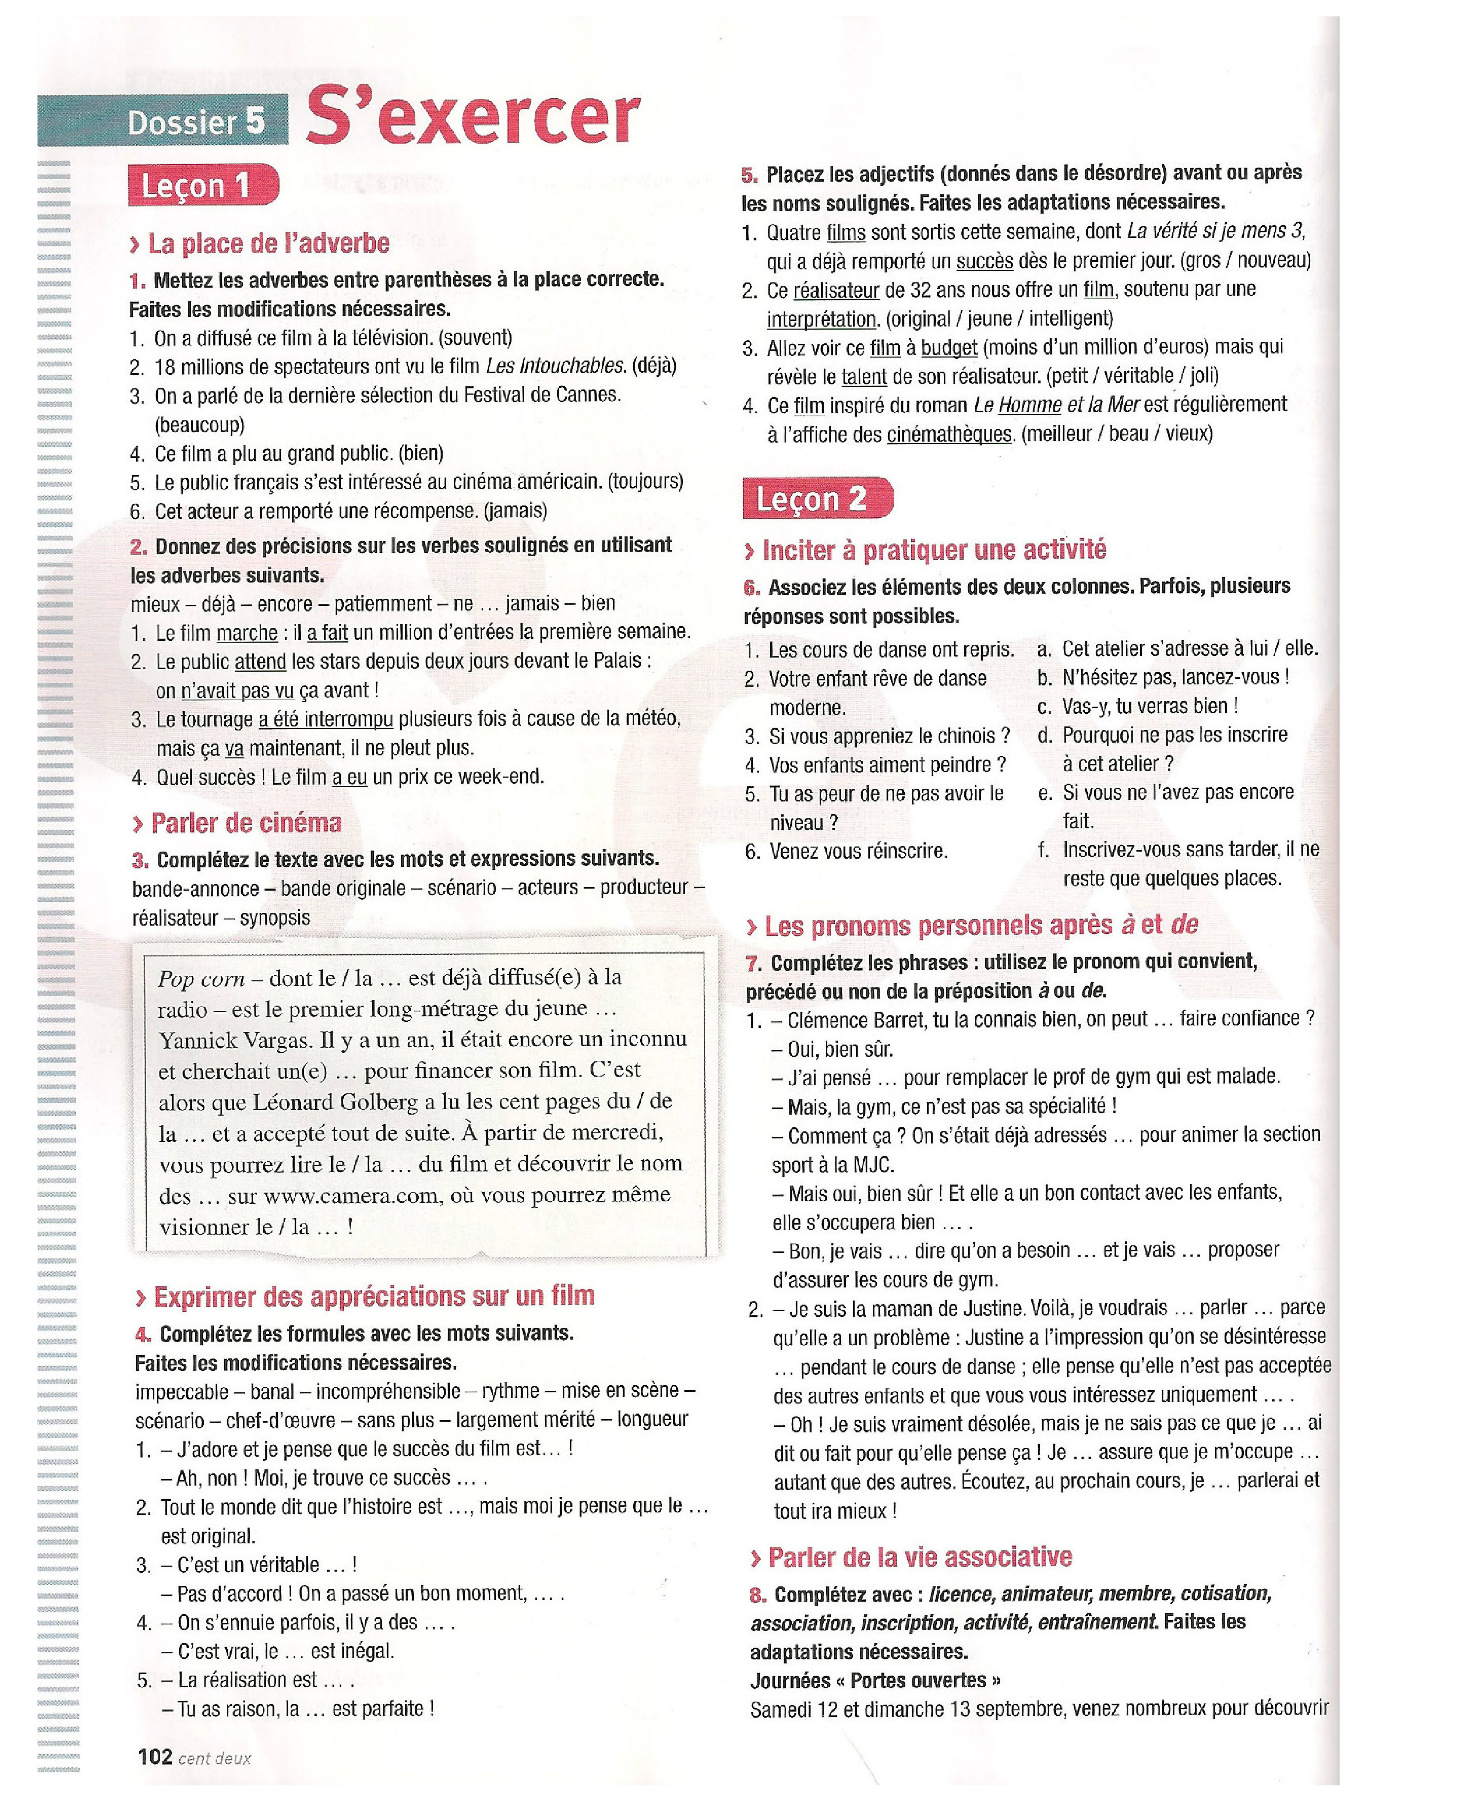 Dossier 5 S'exercer
Leçon 1
› La place de l'adverbe
1. Mettez les adverbes entre parenthèses à la place correcte.
Faites les modifications nécessaires.
1. On a diffusé ce film à la télévision. (souvent)
2. 18 millions de spectateurs ont vu le film Les Intouchables. (déjà)
3. On a parlé de la dernière sélection du Festival de Cannes.
(beaucoup)
4. Ce film a plu au grand public. (bien)
5. Le public français s'est intéressé au cinéma américain. (toujours)
6. Cet acteur a remporté une récompense. (jamais)
2. Donnez des précisions sur les verbes soulignés en utilisant
les adverbes suivants.
mieux – déjà – encore – patiemment – ne ... jamais – bien
1. Le film marche : il a fait un million d'entrées la première semaine.
2. Le public attend les stars depuis deux jours devant le Palais :
on n'avait pas vu ça avant !
3. Le tournage a été interrompu plusieurs fois à cause de la météo,
mais ça va maintenant, il ne pleut plus.
4. Quel succès ! Le film a eu un prix ce week-end.
› Parler de cinéma
3. Complétez le texte avec les mots et expressions suivants.
bande-annonce – bande originale – scénario – acteurs – producteur –
réalisateur – synopsis
Pop corn – dont le / la ... est déjà diffusé(e) à la
radio – est le premier long-métrage du jeune ...
Yannick Vargas. Il y a un an, il était encore un inconnu
et cherchait un(e) ... pour financer son film. C'est
alors que Léonard Golberg a lu les cent pages du / de
la ... et a accepté tout de suite. À partir de mercredi,
vous pourrez lire le / la ... du film et découvrir le nom
des ... sur www.camera.com, où vous pourrez même
visionner le / la ... !
› Exprimer des appréciations sur un film
4. Complétez les formules avec les mots suivants.
Faites les modifications nécessaires.
impeccable – banal – incompréhensible – rythme – mise en scène –
scénario – chef-d'œuvre – sans plus – largement mérité – longueur
1. – J'adore et je pense que le succès du film est... !
– Ah, non ! Moi, je trouve ce succès ... .
2. Tout le monde dit que l'histoire est ..., mais moi je pense que le ...
est original.
3. – C'est un véritable ... !
– Pas d'accord ! On a passé un bon moment, ... .
4. – On s'ennuie parfois, il y a des ... .
– C'est vrai, le ... est inégal.
5. – La réalisation est ... .
– Tu as raison, la ... est parfaite !
102 cent deux
5. Placez les adjectifs (donnés dans le désordre) avant ou après
les noms soulignés. Faites les adaptations nécessaires.
1. Quatre films sont sortis cette semaine, dont La vérité si je mens 3,
qui a déjà remporté un succès dès le premier jour. (gros / nouveau)
2. Ce réalisateur de 32 ans nous offre un film, soutenu par une
interprétation. (original / jeune / intelligent)
3. Allez voir ce film à budget (moins d'un million d'euros) mais qui
révèle le talent de son réalisateur. (petit / véritable / joli)
4. Ce film inspiré du roman Le Homme et la Mer est régulièrement
à l'affiche des cinémathèques. (meilleur / beau / vieux)
Leçon 2
› Inciter à pratiquer une activité
6. Associez les éléments des deux colonnes. Parfois, plusieurs
réponses sont possibles.
1. Les cours de danse ont repris.
2. Votre enfant rêve de danse
moderne.
3. Si vous appreniez le chinois ?
4. Vos enfants aiment peindre ?
5. Tu as peur de ne pas avoir le
niveau ?
6. Venez vous réinscrire.
a. Cet atelier s'adresse à lui / elle.
b. N'hésitez pas, lancez-vous !
c. Vas-y, tu verras bien !
d. Pourquoi ne pas les inscrire
à cet atelier ?
e. Si vous ne l'avez pas encore
fait.
f. Inscrivez-vous sans tarder, il ne
reste que quelques places.
› Les pronoms personnels après à et de
7. Complétez les phrases : utilisez le pronom qui convient,
précédé ou non de la préposition à ou de.
1. – Clémence Barret, tu la connais bien, on peut ... faire confiance ?
– Oui, bien sûr.
– J'ai pensé ... pour remplacer le prof de gym qui est malade.
– Mais, la gym, ce n'est pas sa spécialité !
– Comment ça ? On s'était déjà adressés ... pour animer la section
sport à la MJC.
– Mais oui, bien sûr ! Et elle a un bon contact avec les enfants,
elle s'occupera bien ... .
– Bon, je vais ... dire qu'on a besoin ... et je vais ... proposer
d'assurer les cours de gym.
2. – Je suis la maman de Justine. Voilà, je voudrais ... parler ... parce
qu'elle a un problème : Justine a l'impression qu'on se désintéresse
... pendant le cours de danse ; elle pense qu'elle n'est pas acceptée
des autres enfants et que vous vous intéressez uniquement ... .
– Oh ! Je suis vraiment désolée, mais je ne sais pas ce que je ... ai
dit ou fait pour qu'elle pense ça ! Je ... assure que je m'occupe ...
autant que des autres. Écoutez, au prochain cours, je ... parlerai et
tout ira mieux !
› Parler de la vie associative
8. Complétez avec : licence, animateur, membre, cotisation,
association, inscription, activité, entraînement. Faites les
adaptations nécessaires.
Journées « Portes ouvertes »
Samedi 12 et dimanche 13 septembre, venez nombreux pour découvrir